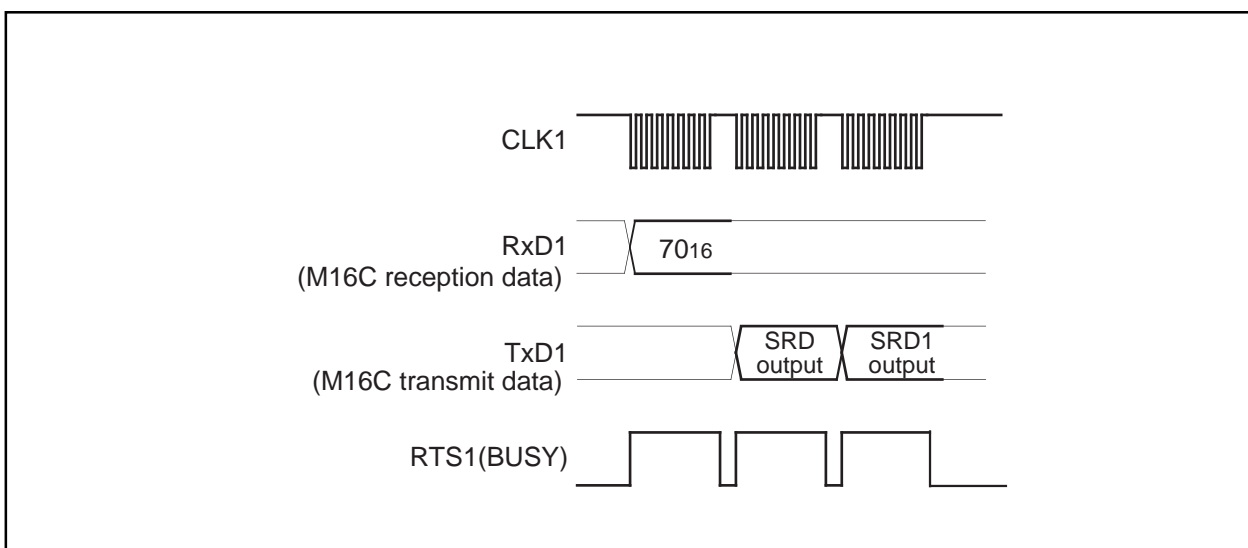 CLK1
RxD1
(M16C reception data)
7016
TxD1
(M16C transmit data)
SRD
output
SRD1
output
RTS1(BUSY)